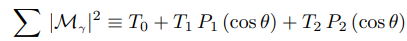 ∑ |ℳ_γ|² ≡ T₀ + T₁ P₁ (cos θ) + T₂ P₂ (cos θ)